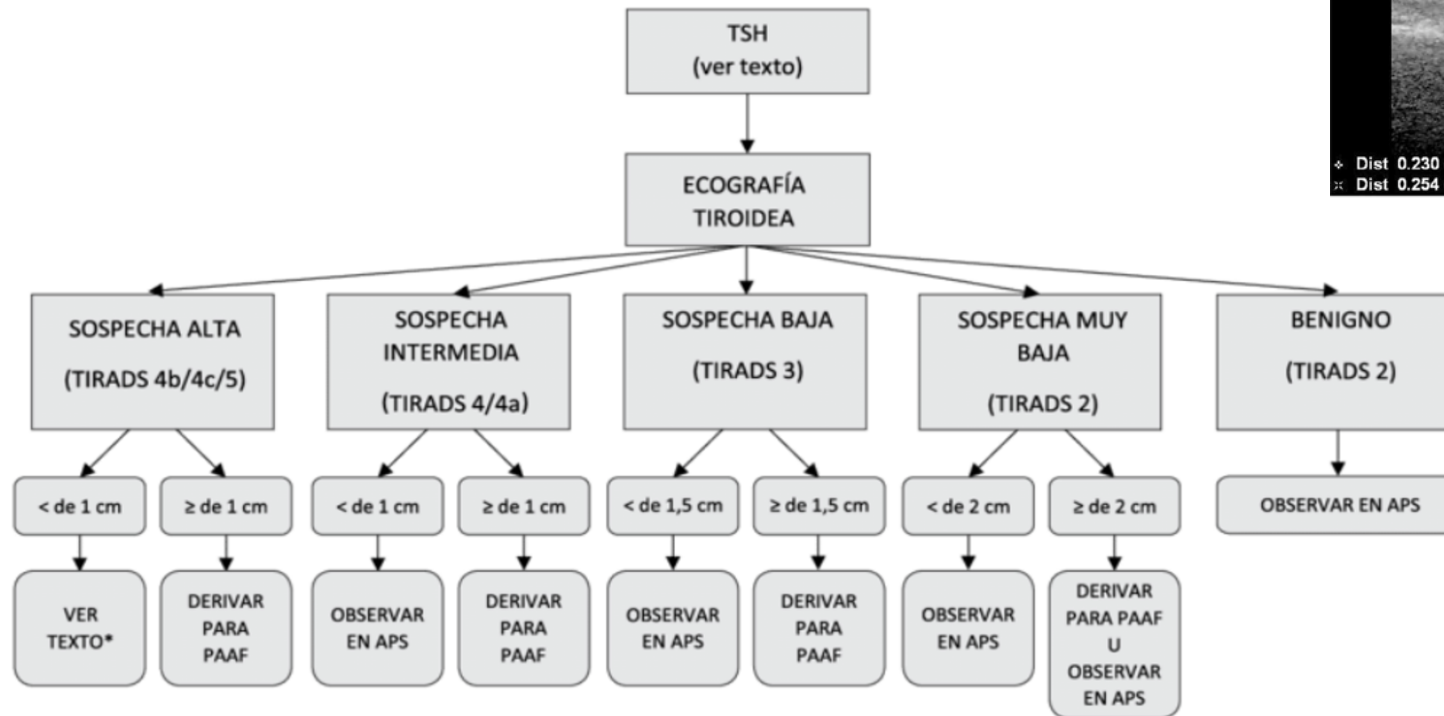 TSH
(ver texto)
Dist 0.230
Dist 0.254
ECOGRAFÍA
TIROIDEA
SOSPECHA ALTA
(TIRADS 4b/4c/5)
SOSPECHA
INTERMEDIA
(TIRADS 4/4a)
SOSPECHA BAJA
(TIRADS 3)
SOSPECHA MUY
BAJA
(TIRADS 2)
BENIGNO
(TIRADS 2)
< de 1 cm
≥ de 1 cm
< de 1 cm
≥ de 1 cm
< de 1,5 cm
≥ de 1,5 cm
< de 2 cm
≥ de 2 cm
OBSERVAR EN APS
VER
TEXTO*
DERIVAR
PARA
PAAF
OBSERVAR
EN APS
DERIVAR
PARA
PAAF
OBSERVAR
EN APS
DERIVAR
PARA
PAAF
OBSERVAR
EN APS
DERIVAR
PARA PAAF
U
OBSERVAR
EN APS